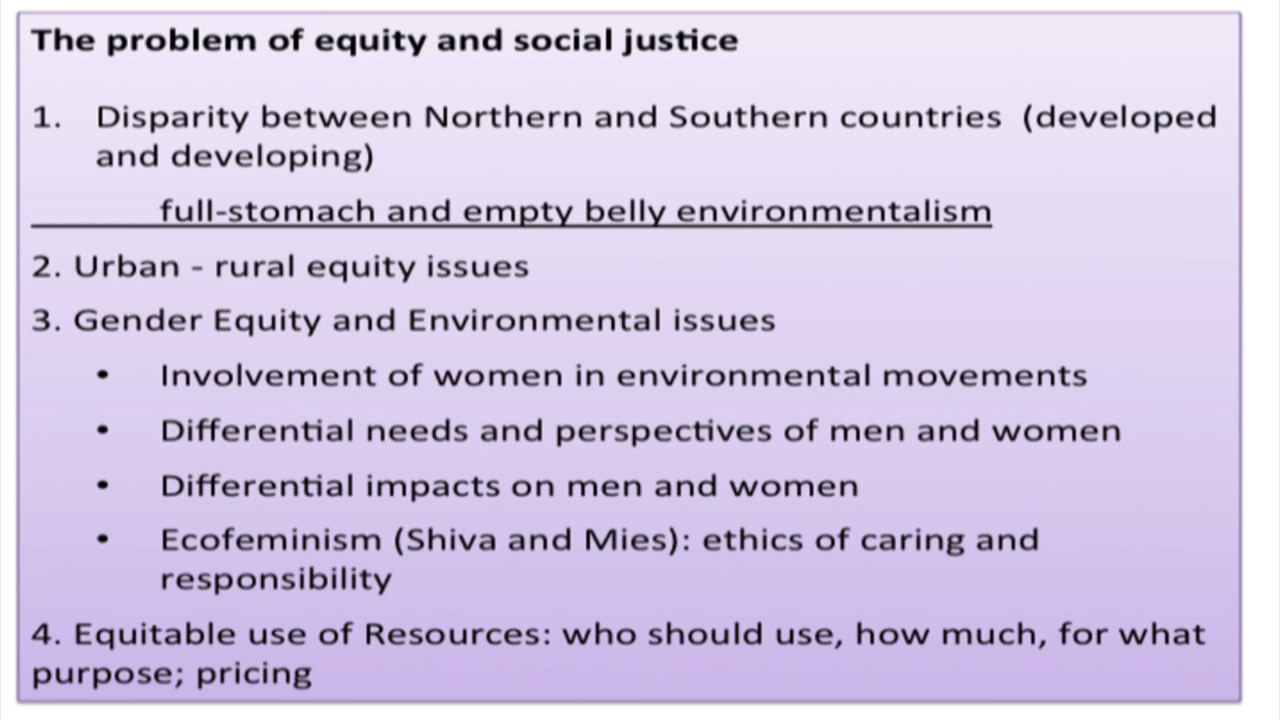 The problem of equity and social justice
1. Disparity between Northern and Southern countries (developed
and developing)
full-stomach and empty belly environmentalism
2. Urban - rural equity issues
3. Gender Equity and Environmental issues
• Involvement of women in environmental movements
• Differential needs and perspectives of men and women
• Differential impacts on men and women
• Ecofeminism (Shiva and Mies): ethics of caring and
responsibility
4. Equitable use of Resources: who should use, how much, for what
purpose; pricing